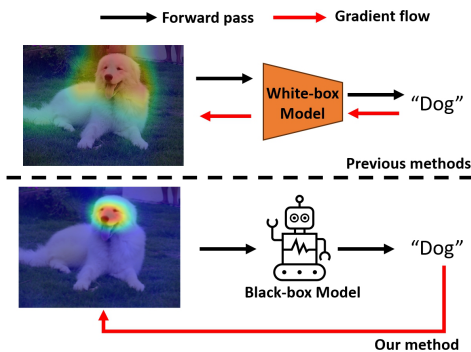 Forward pass
Gradient flow
White-box
Model
"Dog"
Previous methods
"Dog"
Black-box Model
Our method